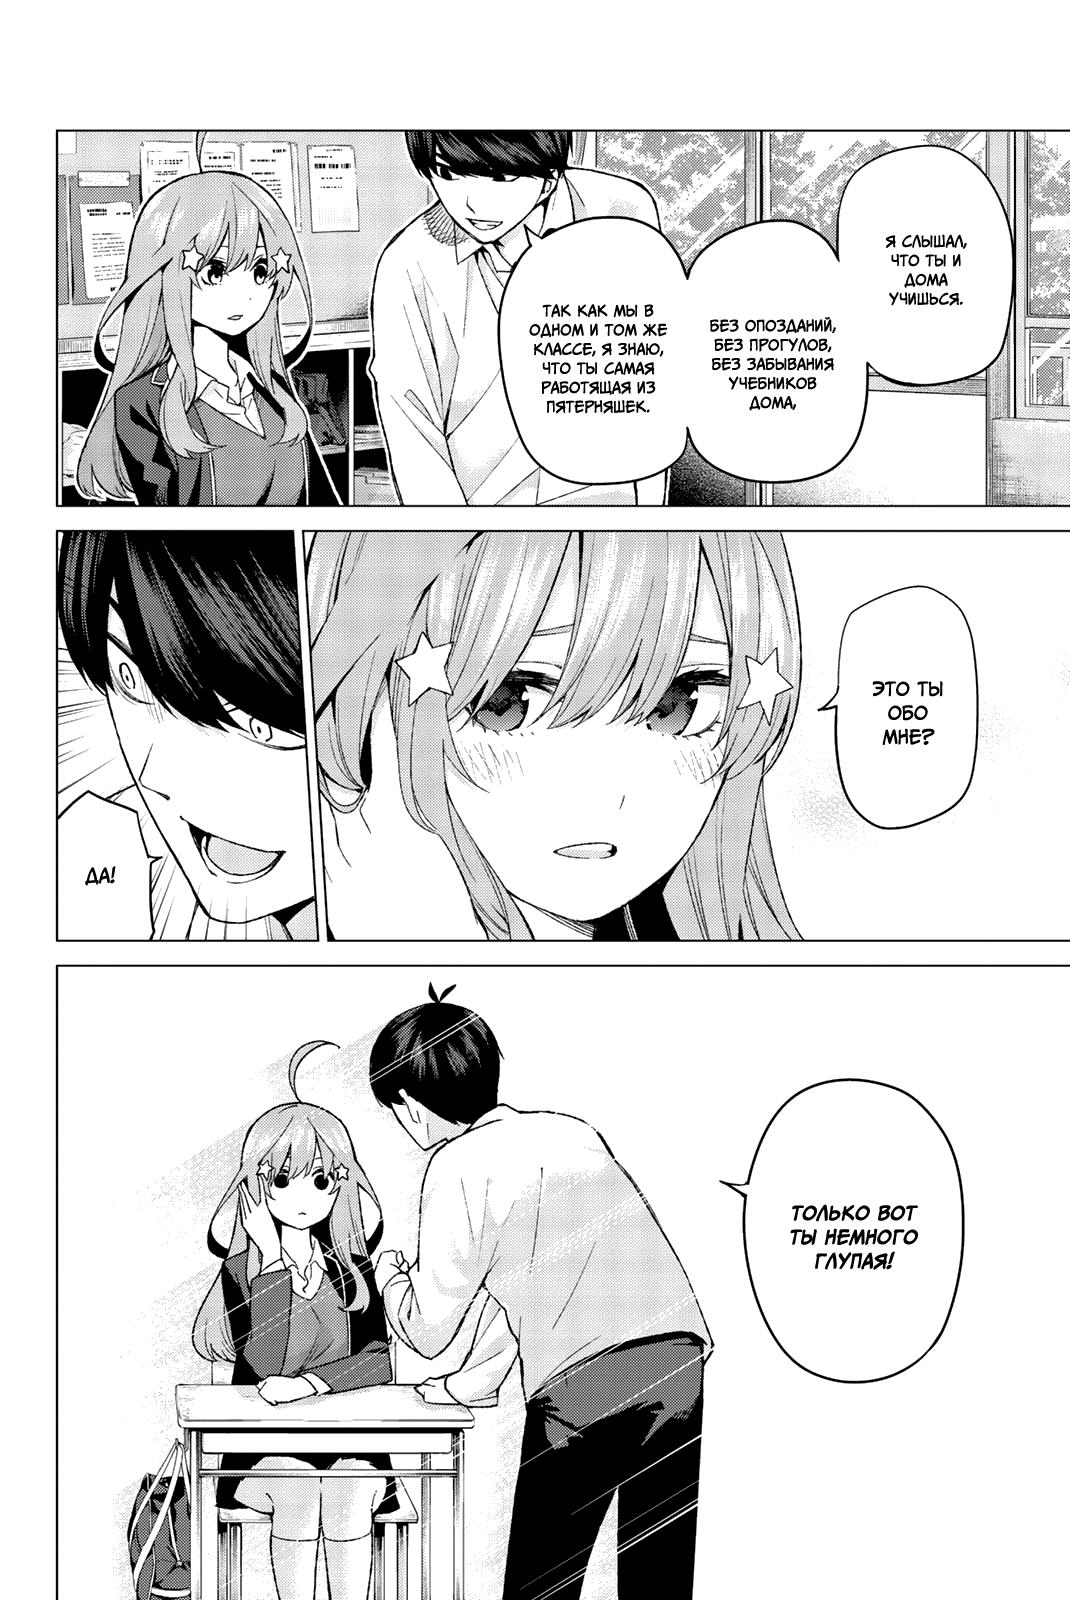 Я СЛЫШАЛ,
ЧТО ТЫ И
ДОМА
УЧИШЬСЯ.
БЕЗ ОПОЗДАНИЙ,
БЕЗ ПРОГУЛОВ,
БЕЗ ЗАБЫВАНИЯ
УЧЕБНИКОВ
ДОМА,
ТАК КАК МЫ В
ОДНОМ И ТОМ ЖЕ
КЛАССЕ, Я ЗНАЮ,
ЧТО ТЫ САМАЯ
РАБОТЯЩАЯ ИЗ
ПЯТЕРНЯШЕК.
ЭТО ТЫ
ОБО
МНЕ?
ДА!
ТОЛЬКО ВОТ
ТЫ НЕМНОГО
ГЛУПАЯ!